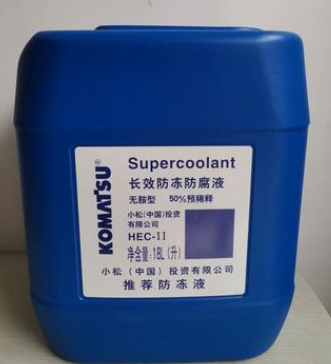 KOMATSU®
Supercoolant
长效防冻防腐液
无胺型 50%预稀释
小松(中国)投资
有限公司
HEC-II
净含量:18L(升)
小松(中国)投资有限公司
推荐防冻液